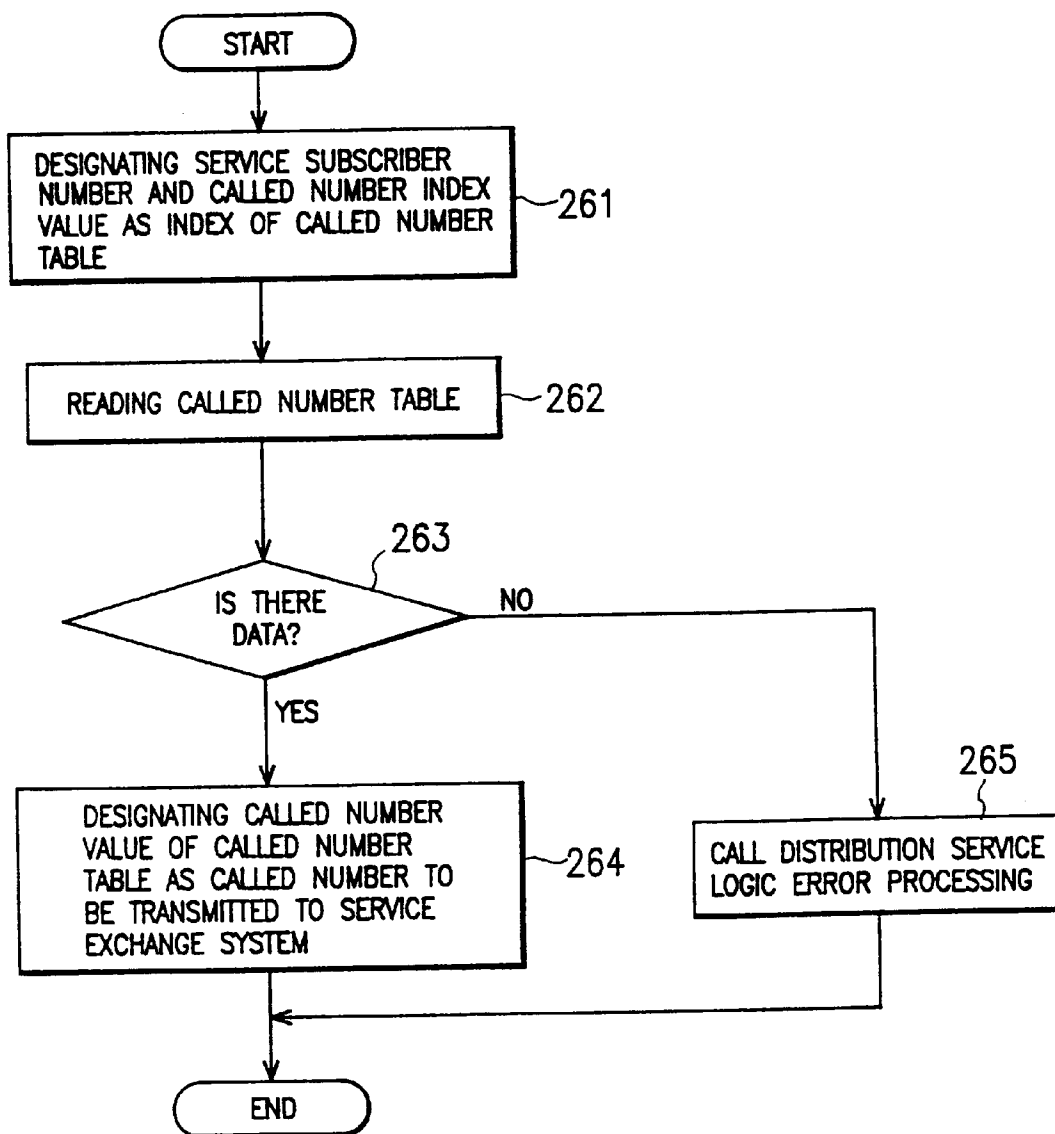 START
DESIGNATING SERVICE SUBSCRIBER
NUMBER AND CALLED NUMBER INDEX
VALUE AS INDEX OF CALLED NUMBER
TABLE
261
READING CALLED NUMBER TABLE
262
263
IS THERE
DATA?
NO
YES
DESIGNATING CALLED NUMBER
VALUE OF CALLED NUMBER
TABLE AS CALLED NUMBER TO
BE TRANSMITTED TO SERVICE
EXCHANGE SYSTEM
264
265
CALL DISTRIBUTION SERVICE
LOGIC ERROR PROCESSING
END